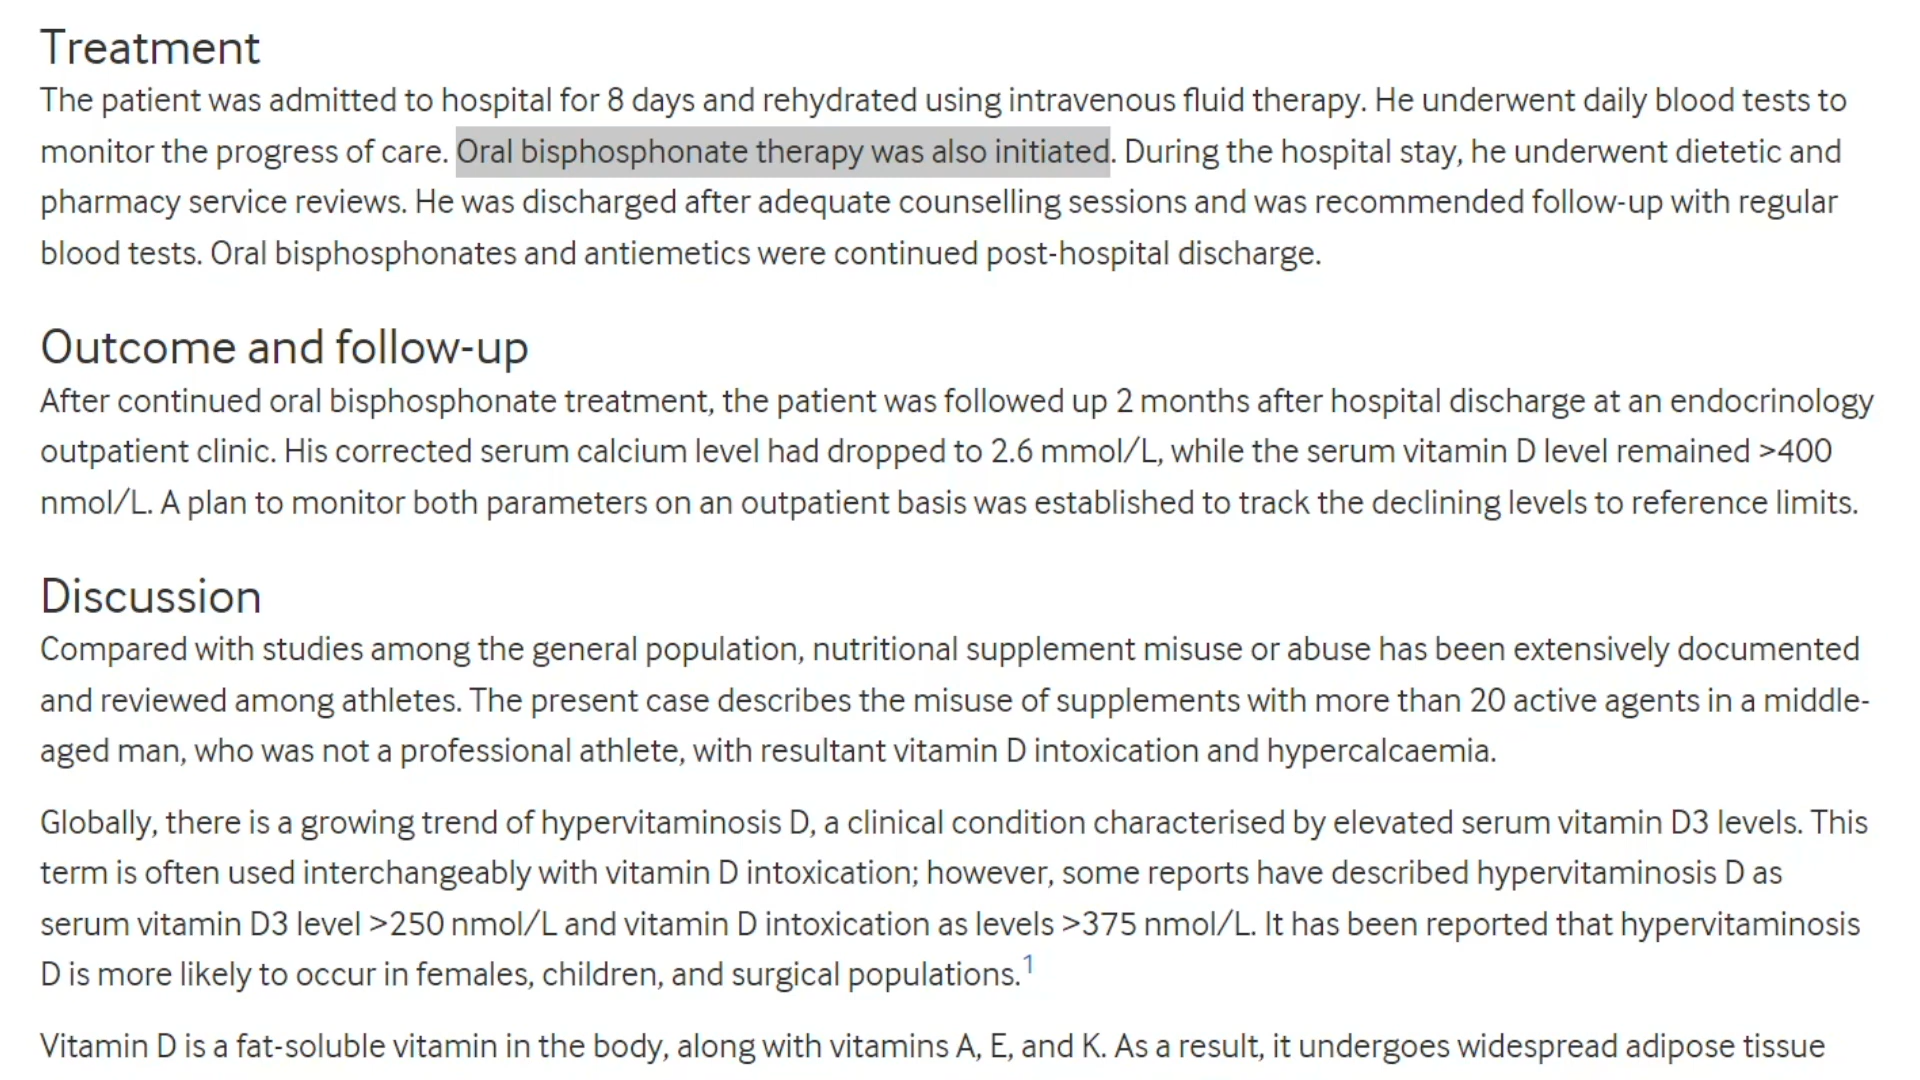 Treatment
The patient was admitted to hospital for 8 days and rehydrated using intravenous fluid therapy. He underwent daily blood tests to
monitor the progress of care. Oral bisphosphonate therapy was also initiated. During the hospital stay, he underwent dietetic and
pharmacy service reviews. He was discharged after adequate counselling sessions and was recommended follow-up with regular
blood tests. Oral bisphosphonates and antiemetics were continued post-hospital discharge.
Outcome and follow-up
After continued oral bisphosphonate treatment, the patient was followed up 2 months after hospital discharge at an endocrinology
outpatient clinic. His corrected serum calcium level had dropped to 2.6 mmol/L, while the serum vitamin D level remained >400
nmol/L. A plan to monitor both parameters on an outpatient basis was established to track the declining levels to reference limits.
Discussion
Compared with studies among the general population, nutritional supplement misuse or abuse has been extensively documented
and reviewed among athletes. The present case describes the misuse of supplements with more than 20 active agents in a middle-
aged man, who was not a professional athlete, with resultant vitamin D intoxication and hypercalcaemia.
Globally, there is a growing trend of hypervitaminosis D, a clinical condition characterised by elevated serum vitamin D3 levels. This
term is often used interchangeably with vitamin D intoxication; however, some reports have described hypervitaminosis D as
serum vitamin D3 level >250 nmol/L and vitamin D intoxication as levels >375 nmol/L. It has been reported that hypervitaminosis
D is more likely to occur in females, children, and surgical populations.1
Vitamin D is a fat-soluble vitamin in the body, along with vitamins A, E, and K. As a result, it undergoes widespread adipose tissue